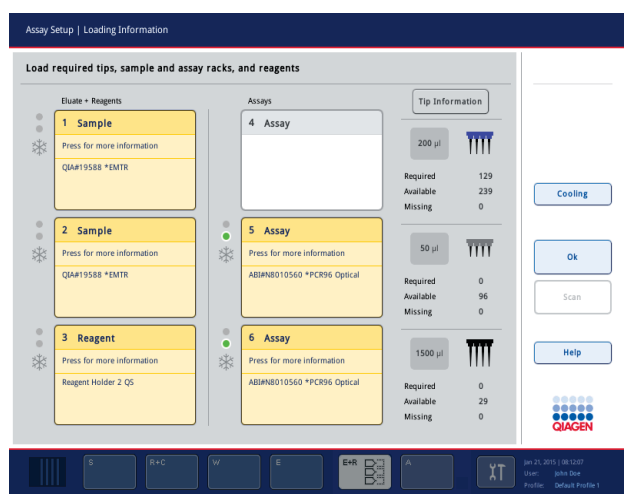 Assay Setup | Loading Information
Load required tips, sample and assay racks, and reagents
Eluate + Reagents
Assays
Tip Information
1 Sample
Press for more information
QIA#19588 *EMTR
4 Assay
200 µl
Required 129
Available 239
Missing 0
Cooling
2 Sample
Press for more information
QIA#19588 *EMTR
5 Assay
Press for more information
ABI#N8010560 *PCR96 Optical
50 µl
Required 0
Available 96
Missing 0
Ok
Scan
3 Reagent
Press for more information
Reagent Holder 2 QS
6 Assay
Press for more information
ABI#N8010560 *PCR96 Optical
1500 µl
Required 0
Available 29
Missing 0
Help
QIAGEN
S
R+C
W
E
E+R
A
Jan 21, 2015 | 08:12:07
User: John Doe
Profile: Default Profile 1